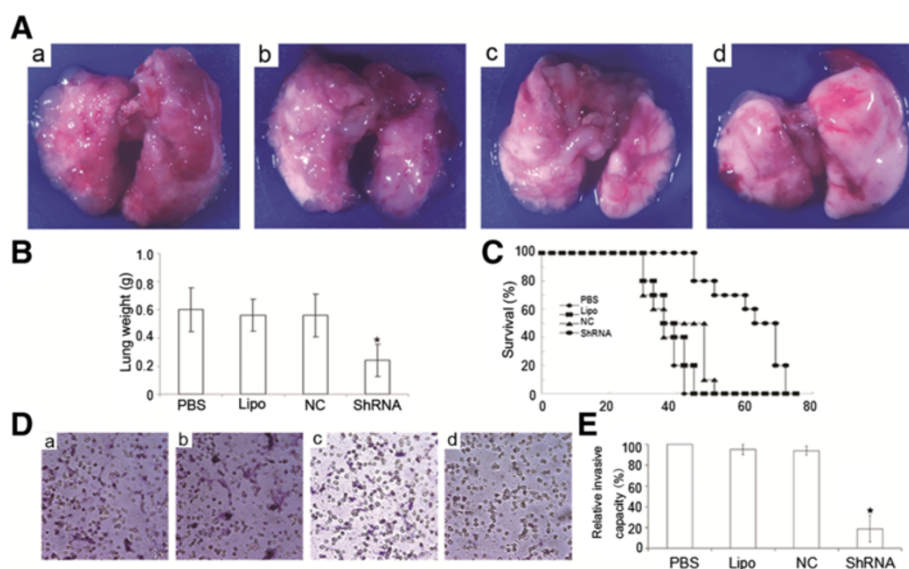 A
a
b
c
d
B
Lung weight (g)
1.0
0.8
0.6
0.4
0.2
0
*
PBS Lipo NC ShRNA
C
Survival (%)
100
80
60
40
20
0
PBS
Lipo
NC
ShRNA
0 20 40 60 80
D
a
b
c
d
E
Relative invasive
capacity (%)
100
80
60
40
20
0
*
PBS Lipo NC ShRNA